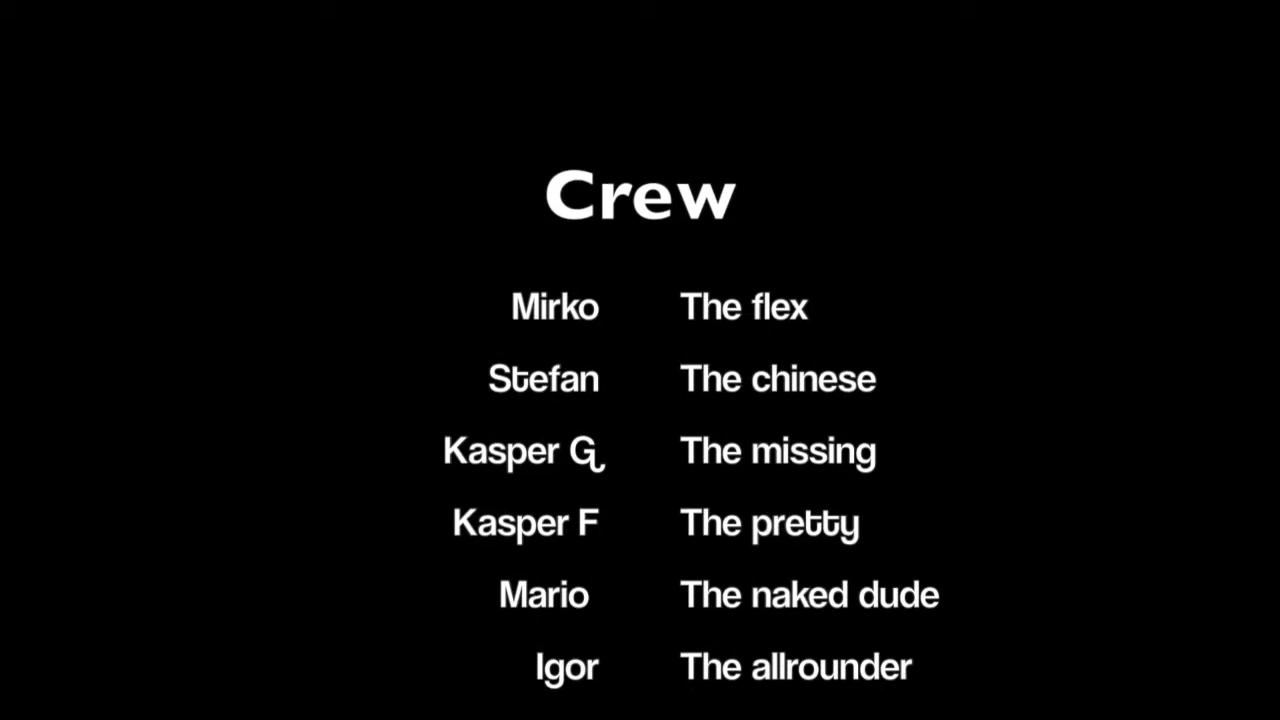 Crew
Mirko The flex
Stefan The chinese
Kasper G The missing
Kasper F The pretty
Mario The naked dude
Igor The allrounder